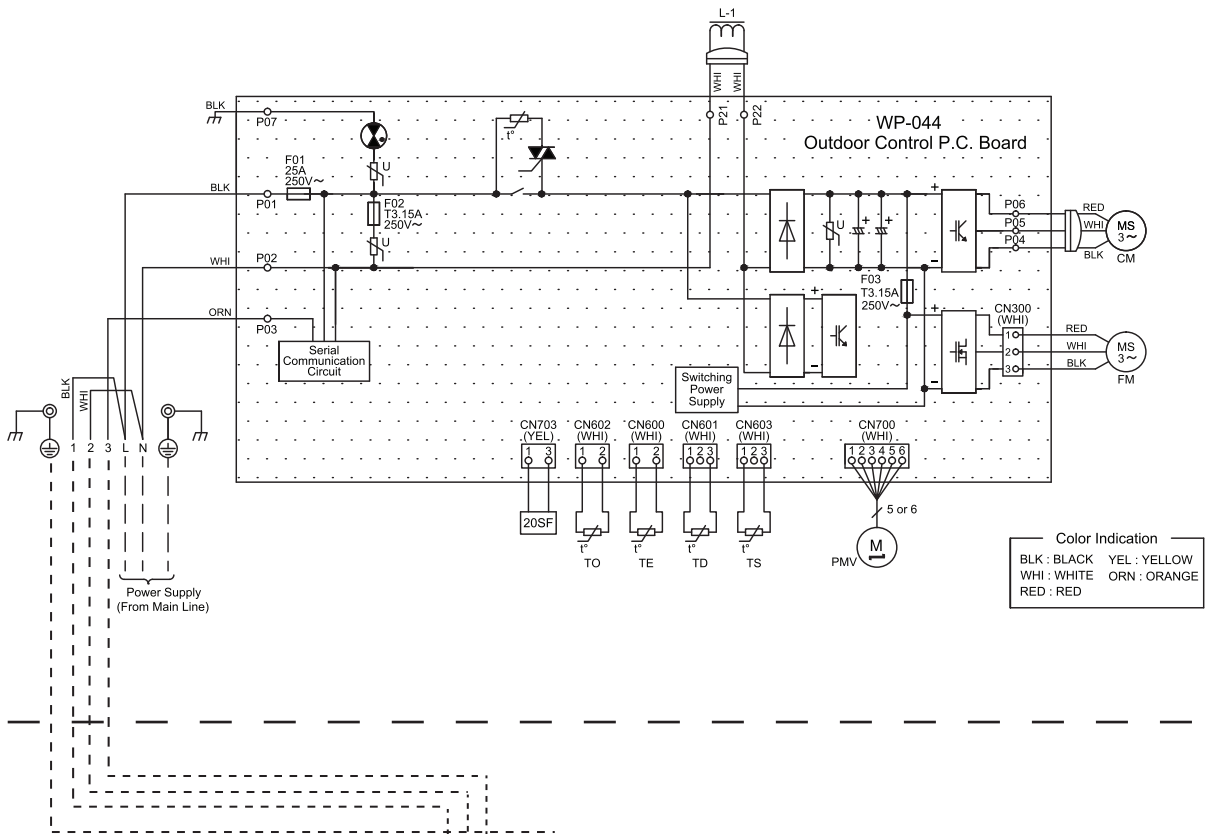 L-1
WHI
WHI
P21
P22
BLK
P07
WP-044
Outdoor Control P.C. Board
t°
F01
25A
250V～
U
BLK
P01
F02
T3.15A
250V～
U
WHI
P02
ORN
P03
Serial
Communication
Circuit
U
+
+
+
−
P06
P05
P04
RED
WHI
BLK
MS
3～
CM
F03
T3.15A
250V～
+
−
+
−
CN300
(WHI)
1
2
3
RED
WHI
BLK
MS
3～
FM
Switching
Power
Supply
BLK
WHI
1 2 3 L N
Power Supply
(From Main Line)
CN703
(YEL)
1 3
20SF
CN602
(WHI)
1 2
t°
TO
CN600
(WHI)
1 2
t°
TE
CN601
(WHI)
1 2 3
t°
TD
CN603
(WHI)
1 2 3
t°
TS
CN700
(WHI)
1 2 3 4 5 6
5 or 6
PMV
M
Color Indication
BLK : BLACK YEL : YELLOW
WHI : WHITE ORN : ORANGE
RED : RED